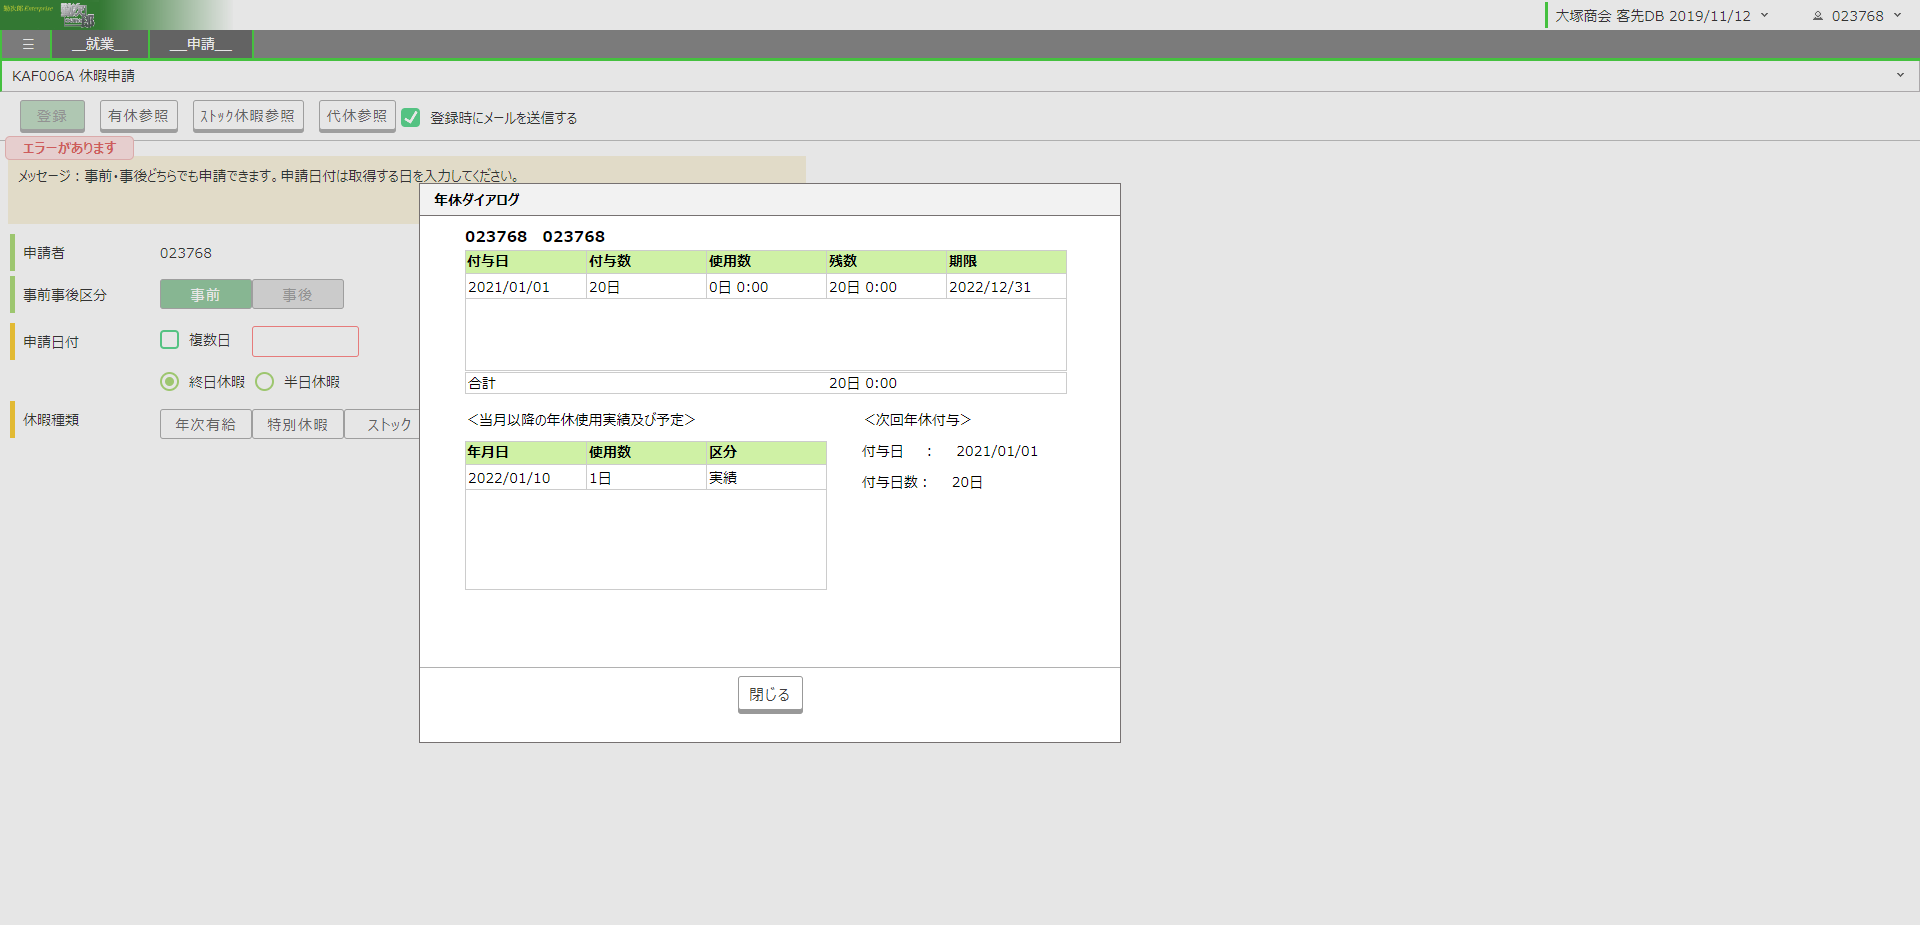 勤次郎 Enterprise
大塚商会 客先DB 2019/11/12
023768
☰ __就業__ __申請__
KAF006A 休暇申請
登録 有休参照 ｽﾄｯｸ休暇参照 代休参照 登録時にメールを送信する
エラーがあります
メッセージ：事前・事後どちらでも申請できます。申請日付は取得する日を入力してください。
申請者 023768
事前事後区分 事前 事後
申請日付 複数日
終日休暇 半日休暇
休暇種類 年次有給 特別休暇 ストック
年休ダイアログ
023768 023768
付与日 付与数 使用数 残数 期限
2021/01/01 20日 0日 0:00 20日 0:00 2022/12/31
合計 20日 0:00
＜当月以降の年休使用実績及び予定＞
年月日 使用数 区分
2022/01/10 1日 実績
＜次回年休付与＞
付与日 ： 2021/01/01
付与日数： 20日
閉じる